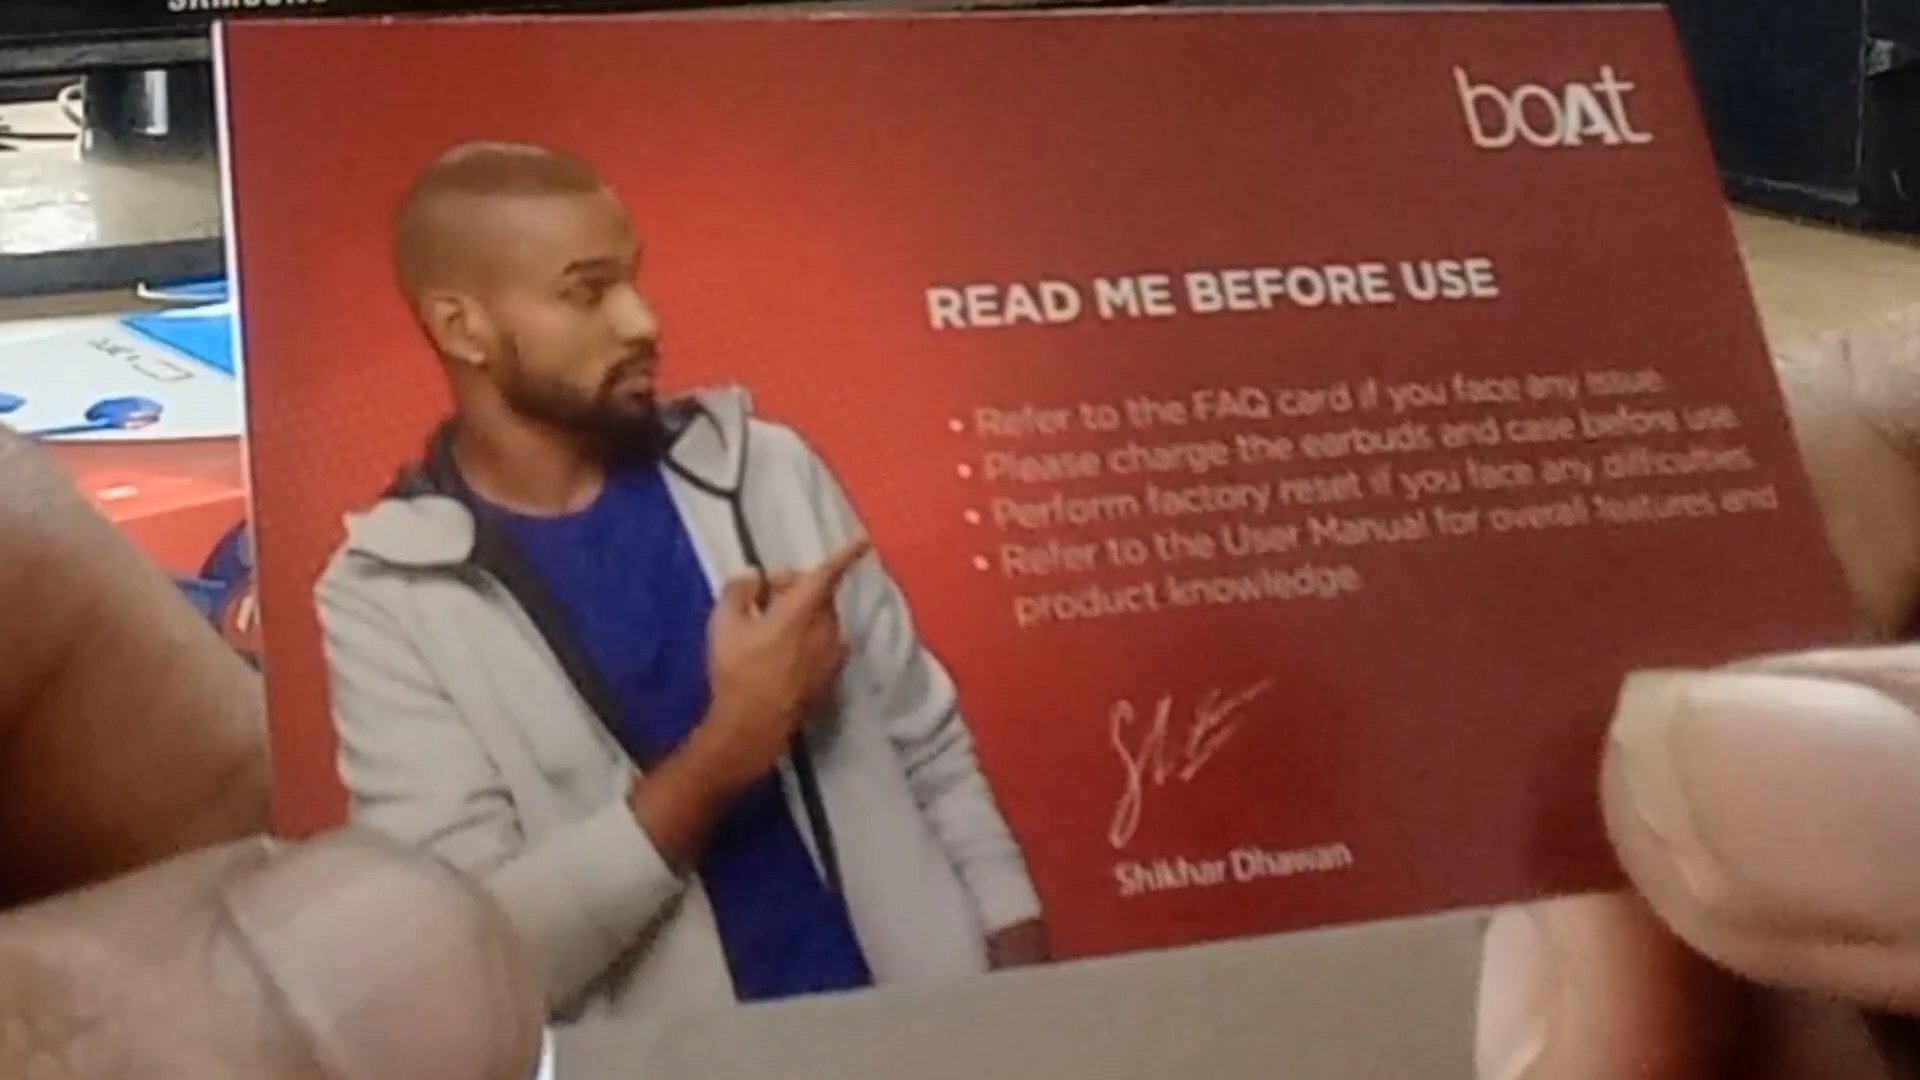 SAMSUNG
boAt
READ ME BEFORE USE
• Refer to the FAQ card if you face any issue.
• Please charge the earbuds and case before use.
• Perform factory reset if you face any difficulties.
• Refer to the User Manual for overall features and
product knowledge.
Shikhar Dhawan